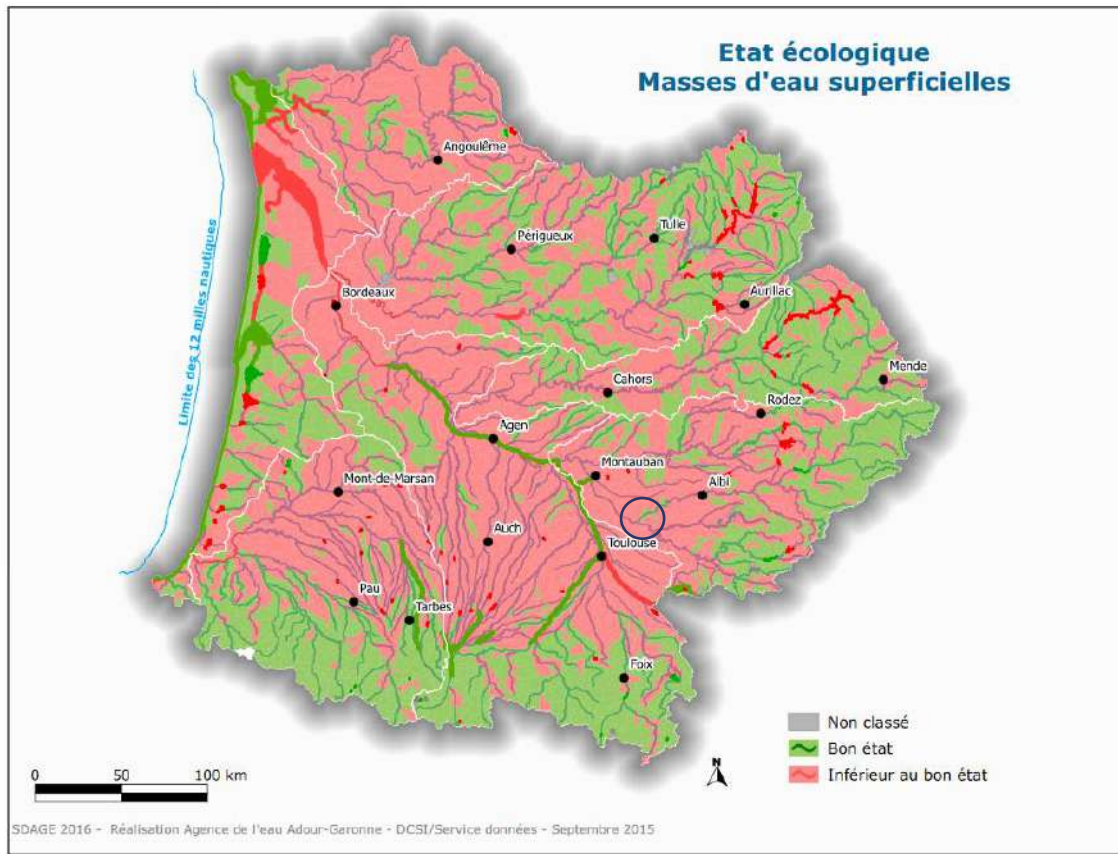 Etat écologique
Masses d'eau superficielles
Limite des 12 milles nautiques
Angoulême
Périgueux
Tulle
Bordeaux
Aurillac
Mende
Cahors
Rodez
Agen
Montauban
Albi
Mont-de-Marsan
Auch
Toulouse
Pau
Tarbes
Foix
Non classé
Bon état
Inférieur au bon état
N
0 50 100 km
SDAGE 2016 - Réalisation Agence de l'eau Adour-Garonne - DCSI/Service données - Septembre 2015